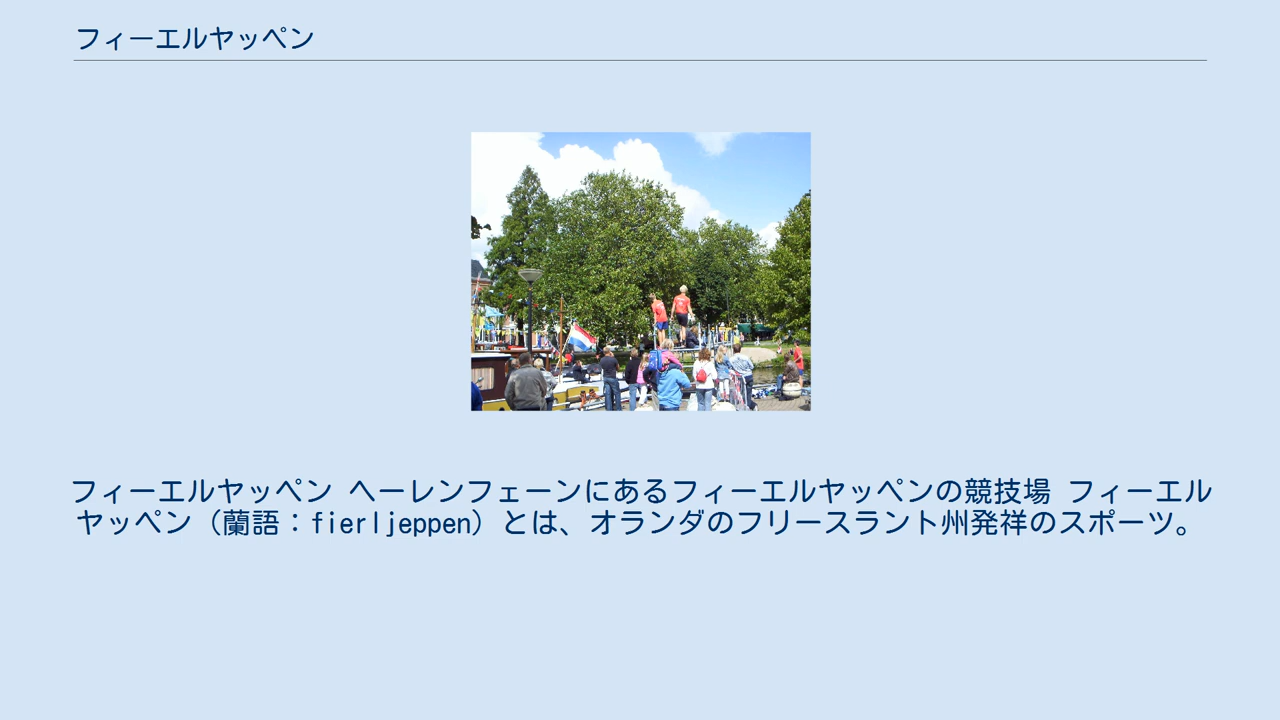 フィーエルヤッペン
フィーエルヤッペン ヘーレンフェーンにあるフィーエルヤッペンの競技場 フィーエル
ヤッペン（蘭語：fierljeppen）とは、オランダのフリースラント州発祥のスポーツ。